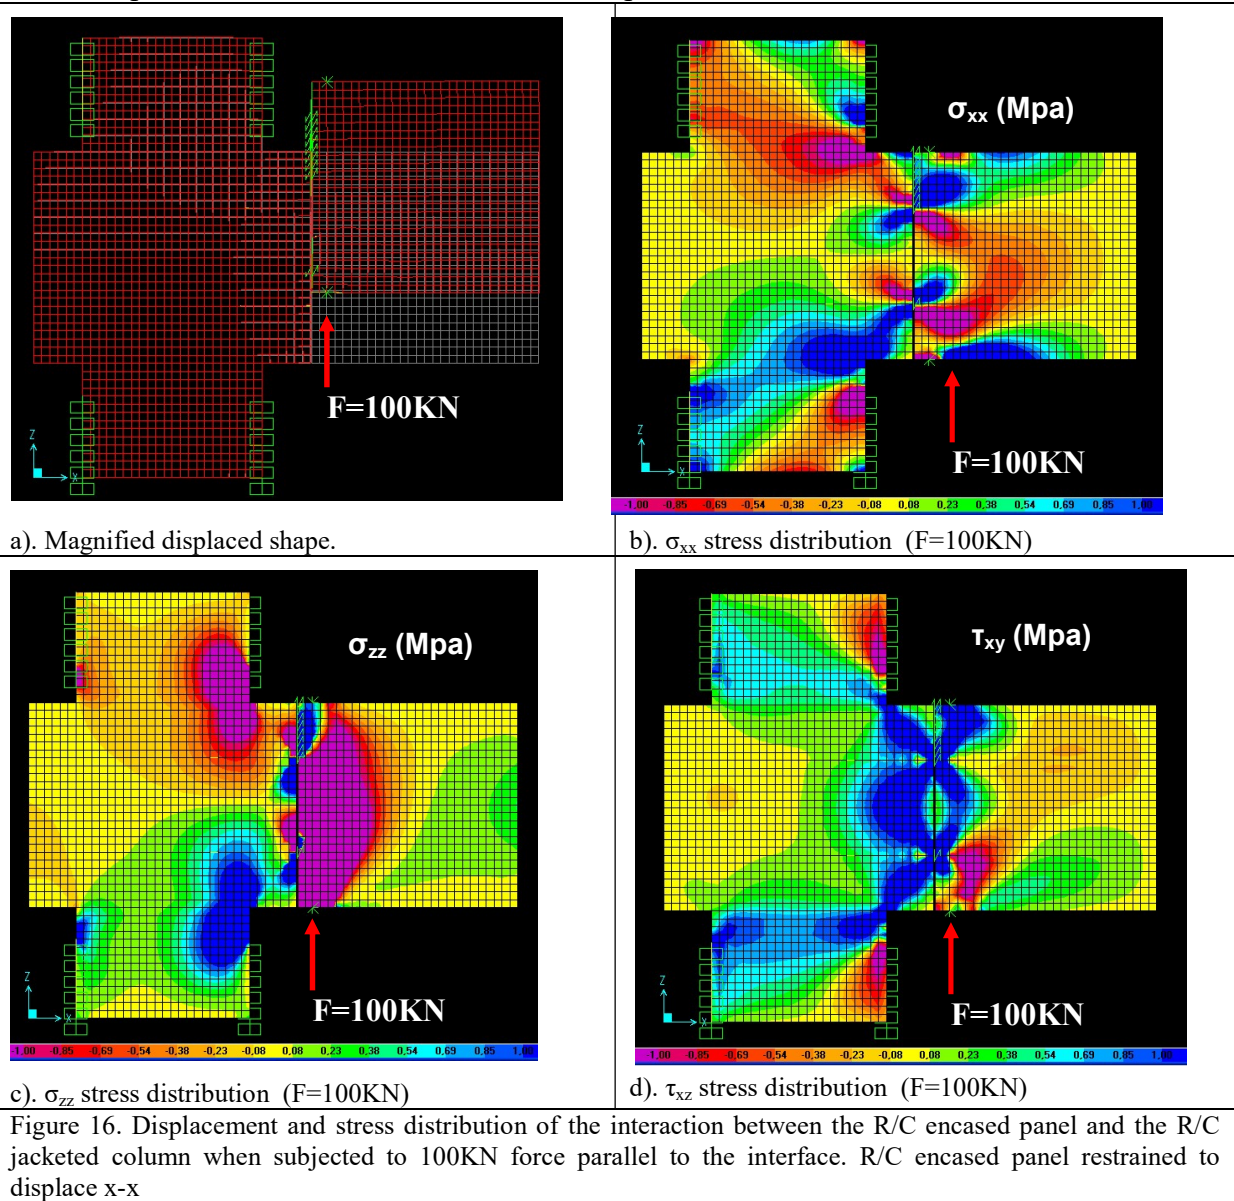 F=100KN
Z
X
a). Magnified displaced shape.
σxx (Mpa)
F=100KN
Z
X
-1,00 -0,85 -0,69 -0,54 -0,38 -0,23 -0,08 0,08 0,23 0,38 0,54 0,69 0,85 1,00
b). σxx stress distribution (F=100KN)
σzz (Mpa)
F=100KN
Z
X
-1,00 -0,85 -0,69 -0,54 -0,38 -0,23 -0,08 0,08 0,23 0,38 0,54 0,69 0,85 1,00
c). σzz stress distribution (F=100KN)
τxy (Mpa)
F=100KN
Z
X
-1,00 -0,85 -0,69 -0,54 -0,38 -0,23 -0,08 0,08 0,23 0,38 0,54 0,69 0,85 1,00
d). τxz stress distribution (F=100KN)
Figure 16. Displacement and stress distribution of the interaction between the R/C encased panel and the R/C
jacketed column when subjected to 100KN force parallel to the interface. R/C encased panel restrained to
displace x-x